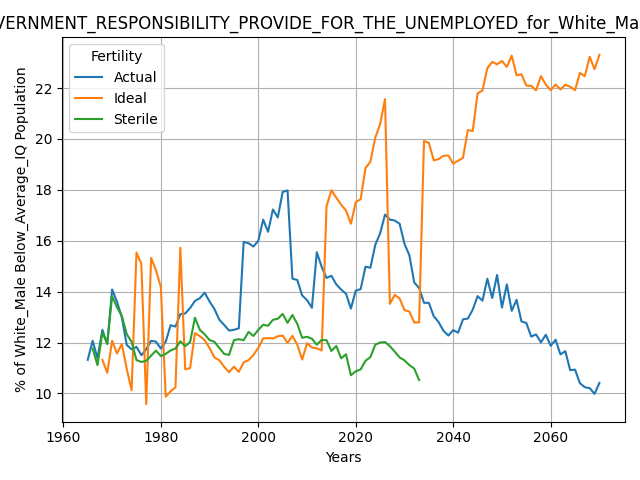 VERNMENT_RESPONSIBILITY_PROVIDE_FOR_THE_UNEMPLOYED_for_White_Ma
Fertility
Actual
Ideal
Sterile
% of White_Male Below_Average_IQ Population
22
20
18
16
14
12
10
1960 1980 2000 2020 2040 2060
Years